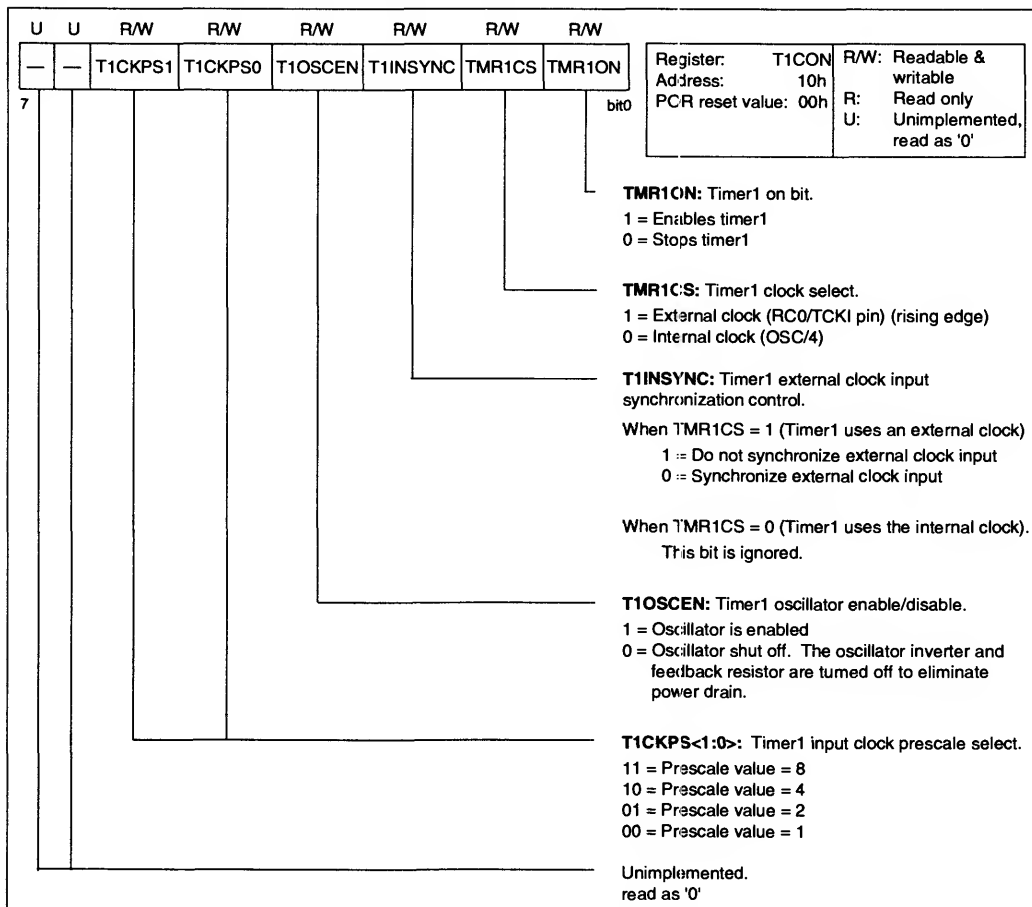 U U R/W R/W R/W R/W R/W R/W
— — T1CKPS1 T1CKPS0 T1OSCEN T1INSYNC TMR1CS TMR1ON
7 bit0
Register: T1CON
Address: 10h
POR reset value: 00h
R/W: Readable &
writable
R: Read only
U: Unimplemented,
read as '0'
TMR1ON: Timer1 on bit.
1 = Enables timer1
0 = Stops timer1
TMR1CS: Timer1 clock select.
1 = External clock (RC0/TCKI pin) (rising edge)
0 = Internal clock (OSC/4)
T1INSYNC: Timer1 external clock input
synchronization control.
When TMR1CS = 1 (Timer1 uses an external clock)
1 = Do not synchronize external clock input
0 = Synchronize external clock input
When TMR1CS = 0 (Timer1 uses the internal clock).
This bit is ignored.
T1OSCEN: Timer1 oscillator enable/disable.
1 = Oscillator is enabled
0 = Oscillator shut off. The oscillator inverter and
feedback resistor are turned off to eliminate
power drain.
T1CKPS<1:0>: Timer1 input clock prescale select.
11 = Prescale value = 8
10 = Prescale value = 4
01 = Prescale value = 2
00 = Prescale value = 1
Unimplemented.
read as '0'